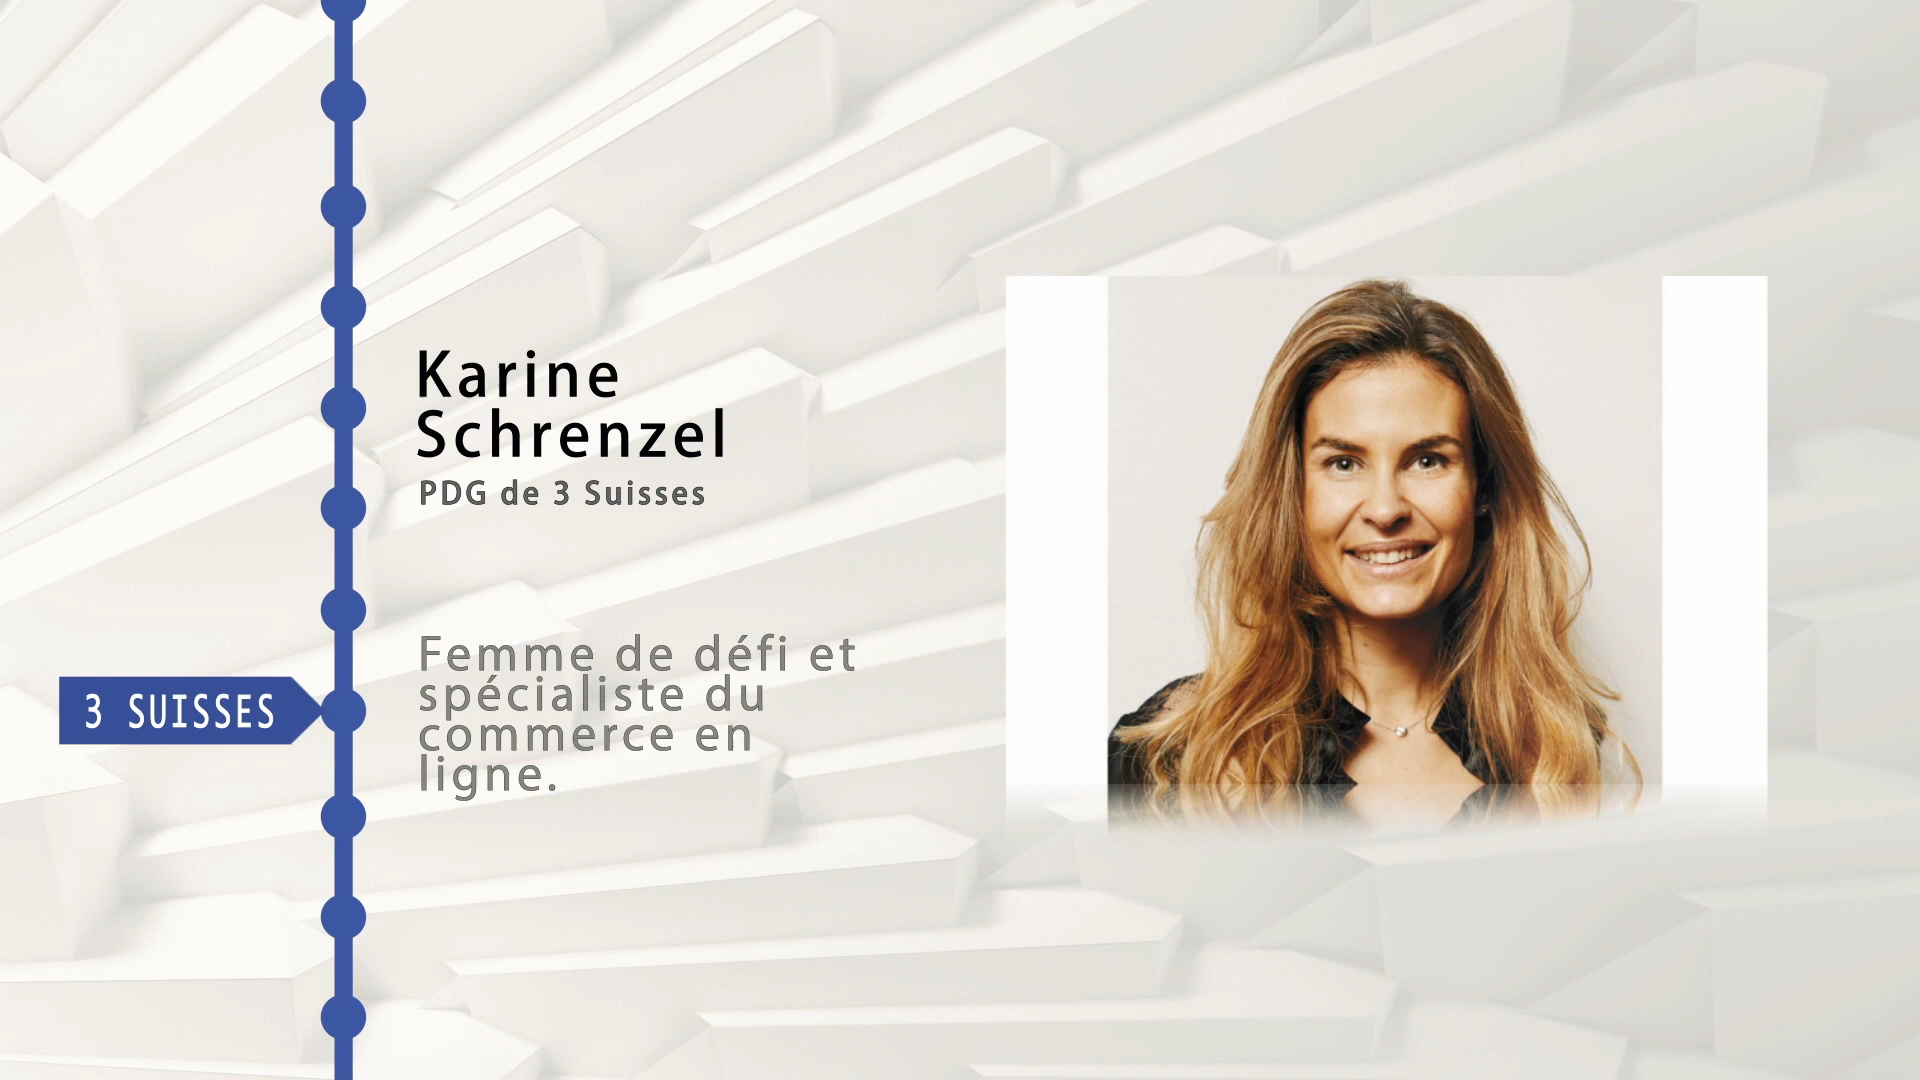 Karine
Schrenzel
PDG de 3 Suisses
Femme de défi et
spécialiste du
commerce en
ligne.
3 SUISSES